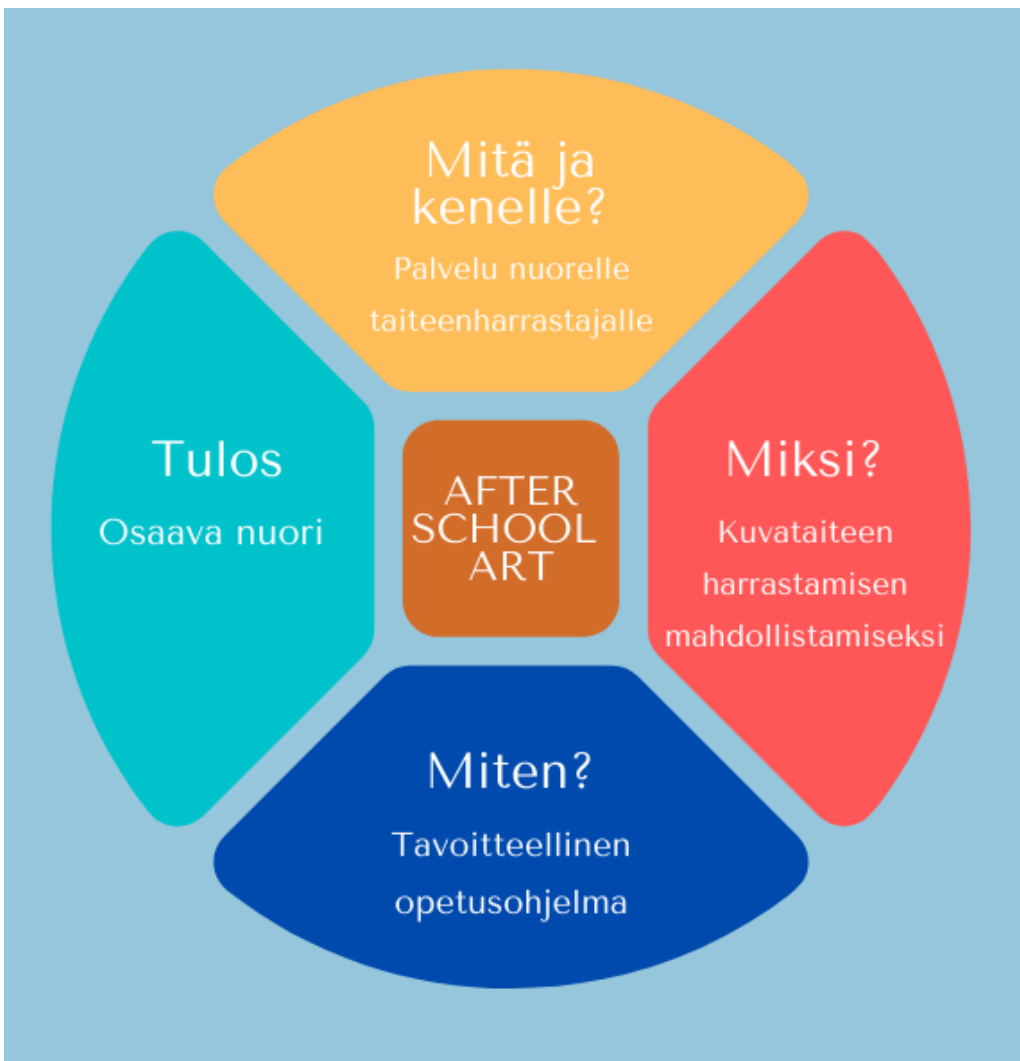 Mitä ja
kenelle?
Palvelu nuorelle
taiteenharrastajalle
Tulos
Osaava nuori
AFTER
SCHOOL
ART
Miksi?
Kuvataiteen
harrastamisen
mahdollistamiseksi
Miten?
Tavoitteellinen
opetusohjelma